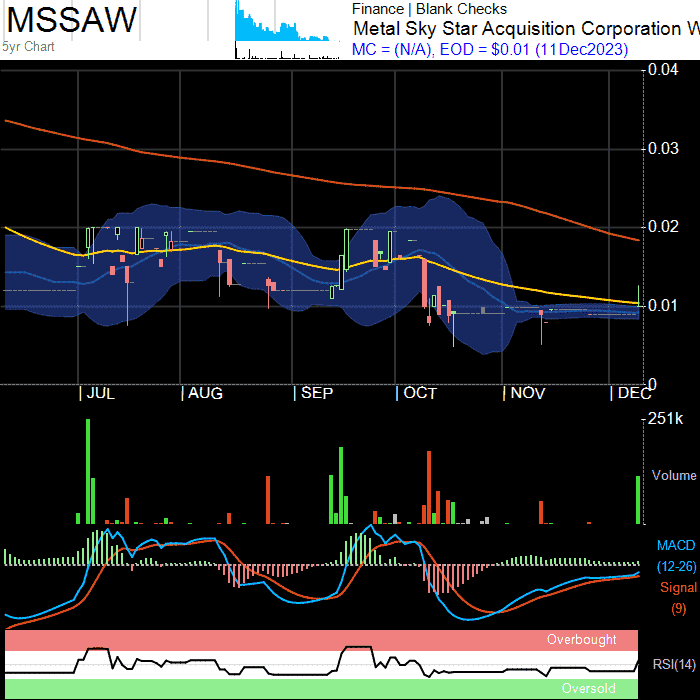 MSSAW
5yr Chart
Finance | Blank Checks
Metal Sky Star Acquisition Corporation W
MC = (N/A), EOD = $0.01 (11Dec2023)
0.04
0.03
0.02
0.01
0
JUL AUG SEP OCT NOV DEC
251k
Volume
MACD
(12-26)
Signal
(9)
Overbought
RSI(14)
Oversold